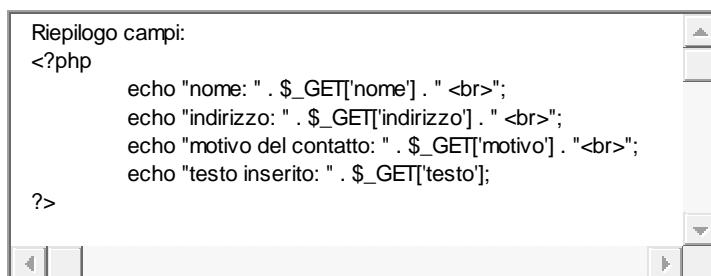 Riepilogo campi:
<?php
echo "nome: " . $_GET['nome'] . " <br>";
echo "indirizzo: " . $_GET['indirizzo'] . " <br>";
echo "motivo del contatto: " . $_GET['motivo'] . "<br>";
echo "testo inserito: " . $_GET['testo'];
?>